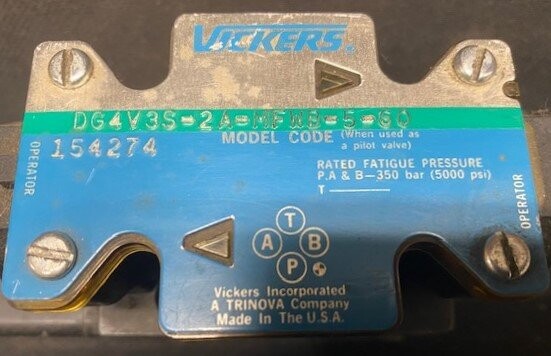 VICKERS®
DG4V3S-2A-MFWB-5-60
MODEL CODE (When used as
a pilot valve)
154274
OPERATOR
RATED FATIGUE PRESSURE
P.A & B—350 bar (5000 psi)
T
OPERATOR
T
A B
P
Vickers Incorporated
A TRINOVA Company
Made In The U.S.A.